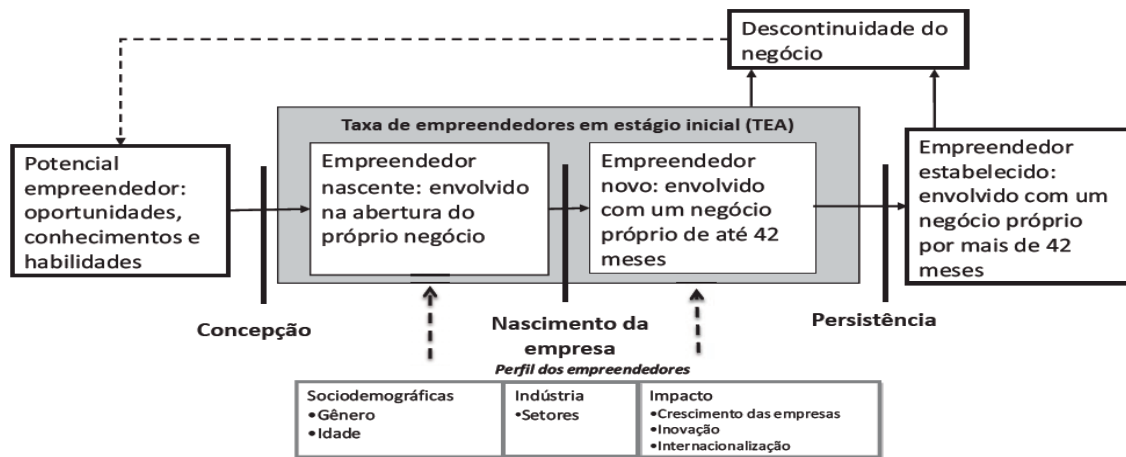 Descontinuidade do
negócio
Taxa de empreendedores em estágio inicial (TEA)
Potencial
empreendedor:
oportunidades,
conhecimentos e
habilidades
Empreendedor
nascente: envolvido
na abertura do
próprio negócio
Empreendedor
novo: envolvido
com um negócio
próprio de até 42
meses
Empreendedor
estabelecido:
envolvido com um
negócio próprio
por mais de 42
meses
Concepção
Nascimento da
empresa
Persistência
Perfil dos empreendedores
Sociodemográficas
•Gênero
•Idade
Indústria
•Setores
Impacto
•Crescimento das empresas
•Inovação
•Internacionalização